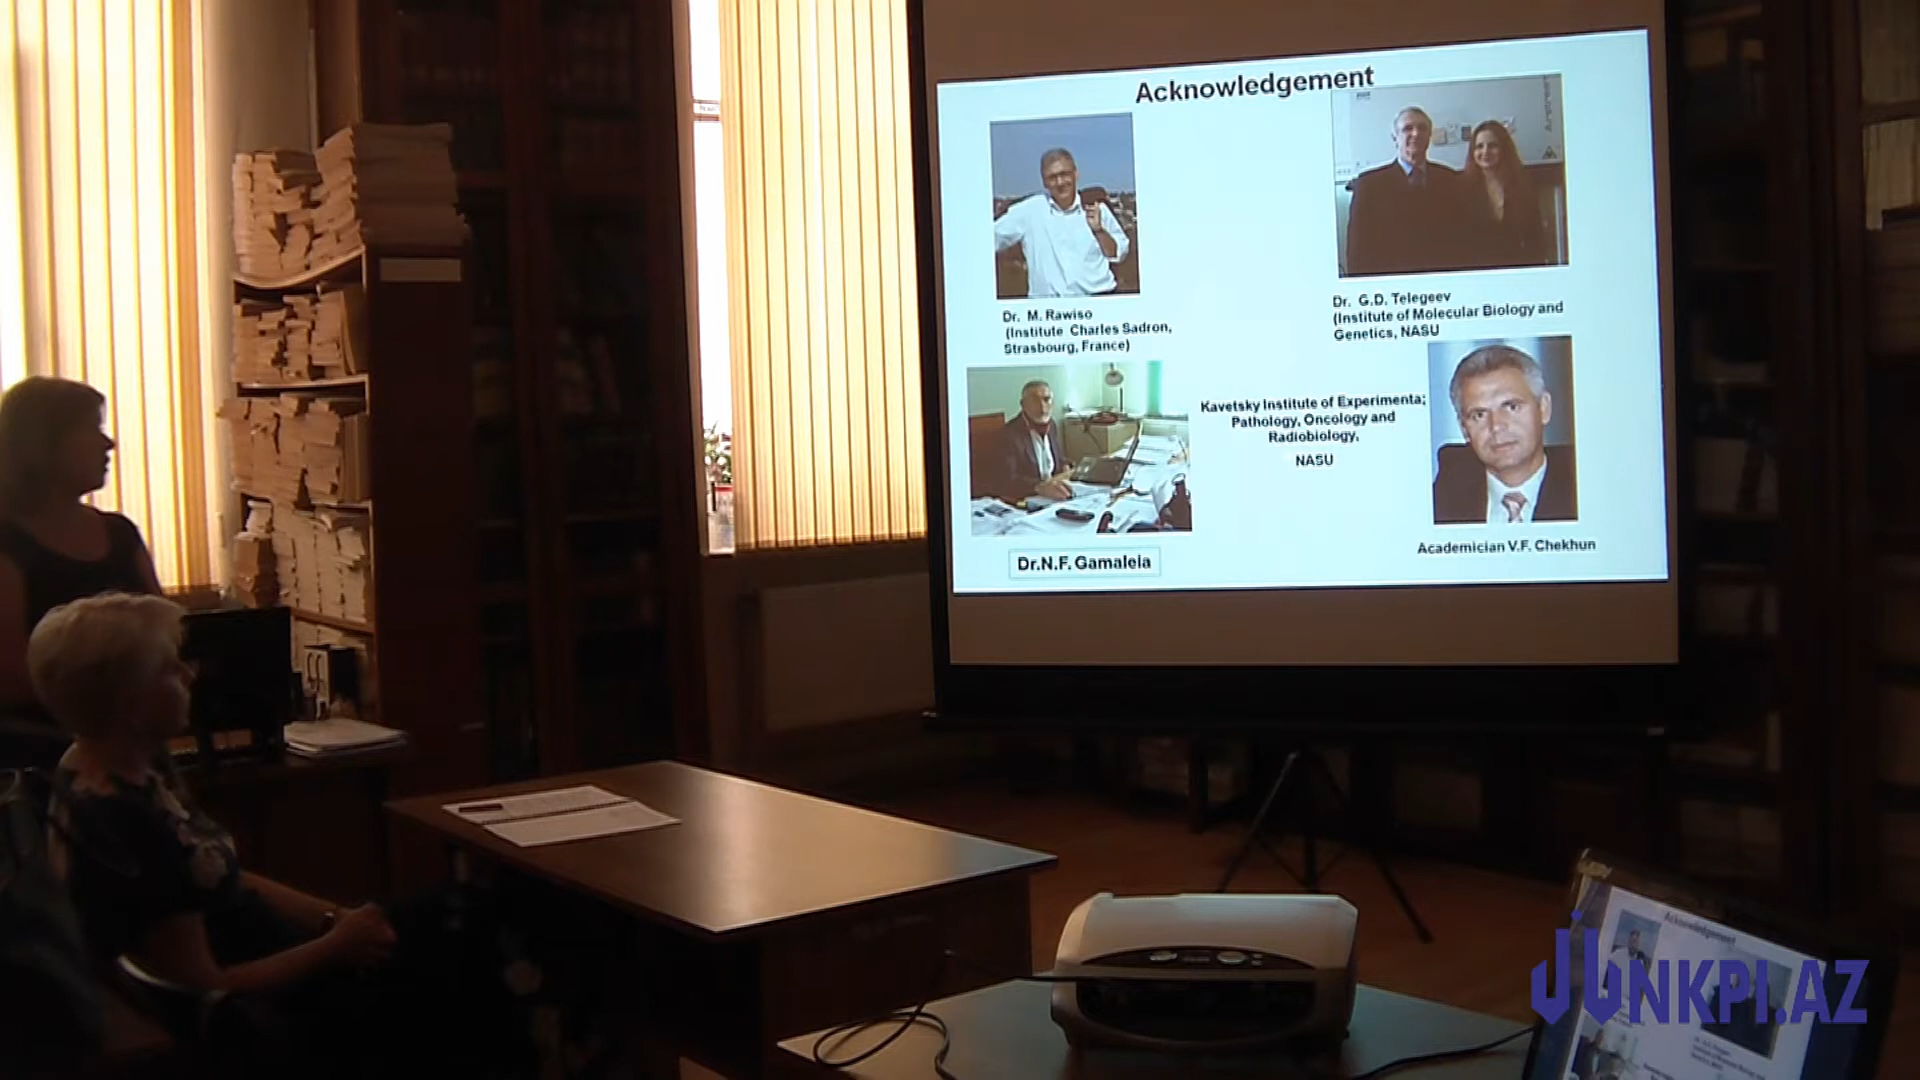 Acknowledgement
Dr. M. Rawiso
(Institute Charles Sadron,
Strasbourg, France)
Dr. G.D. Telegeev
(Institute of Molecular Biology and
Genetics, NASU
Kavetsky Institute of Experimenta;
Pathology, Oncology and
Radiobiology,
NASU
Dr.N.F. Gamaleia
Academician V.F. Chekhun
Acknowledgement
UNKPI.AZ